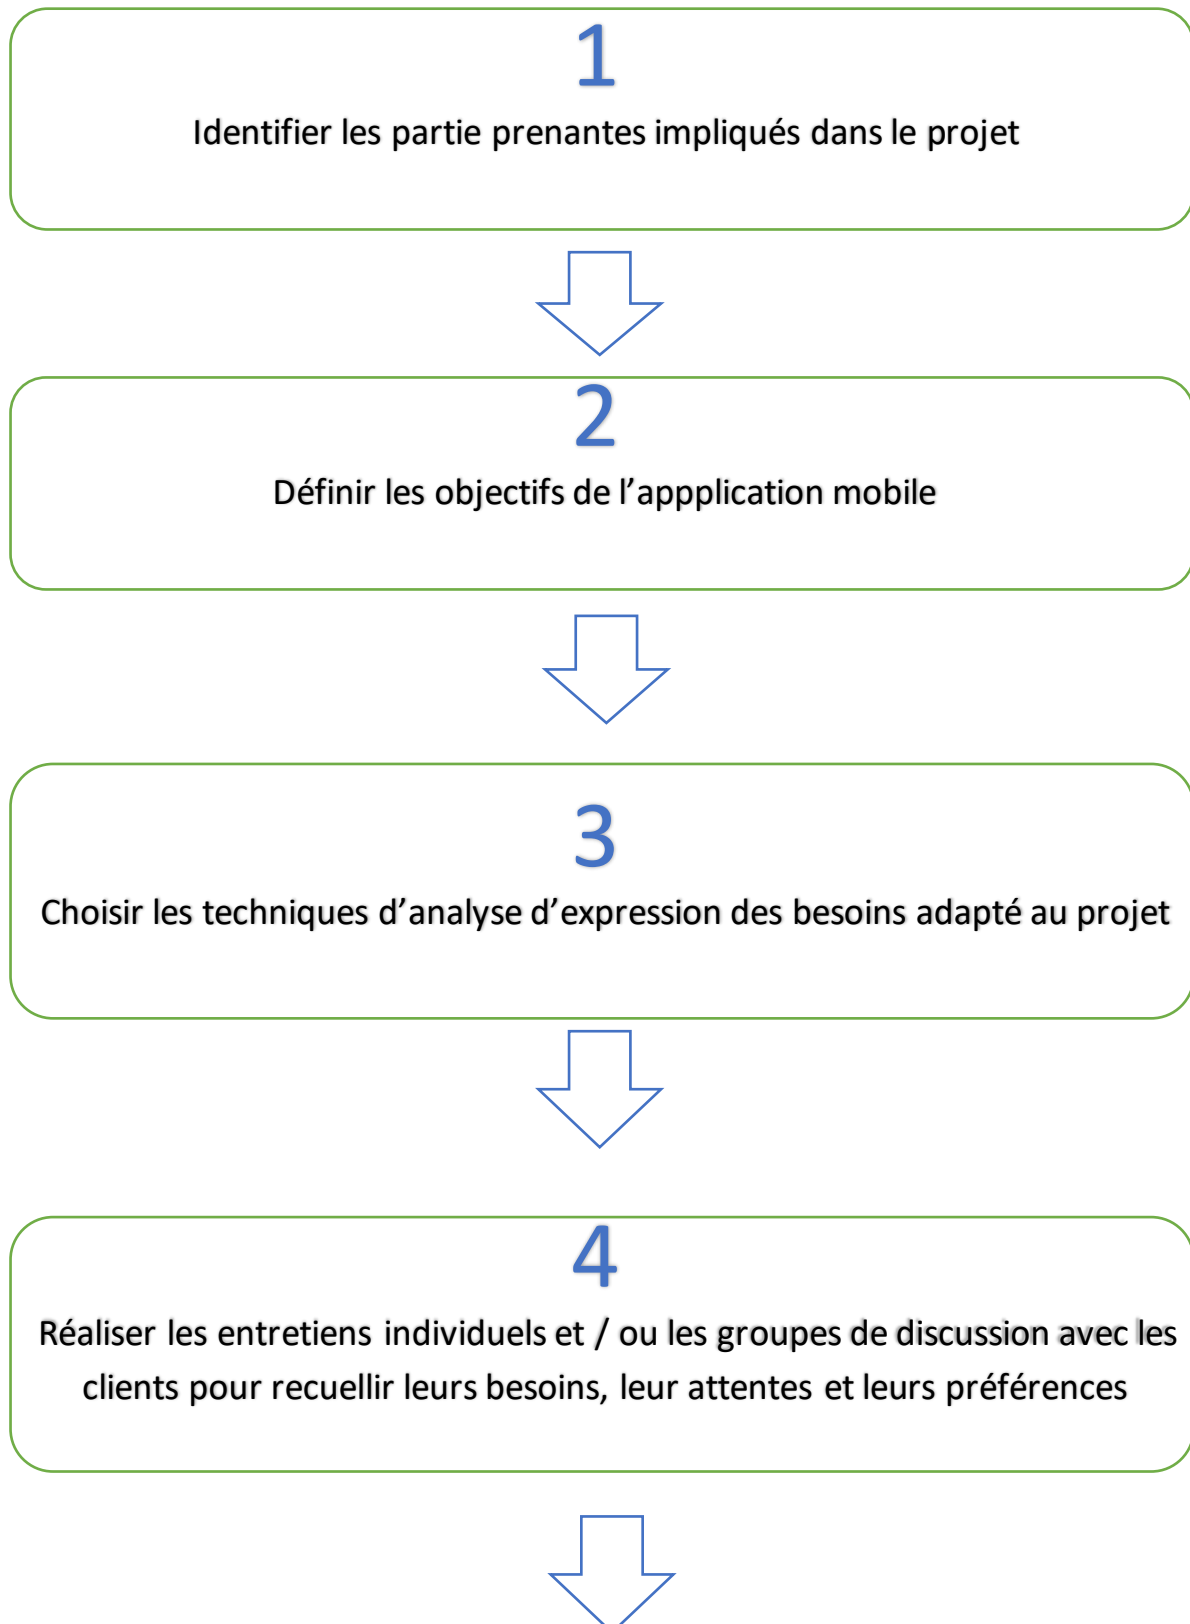 1
Identifier les partie prenantes impliqués dans le projet
2
Définir les objectifs de l’appplication mobile
3
Choisir les techniques d’analyse d’expression des besoins adapté au projet
4
Réaliser les entretiens individuels et / ou les groupes de discussion avec les
clients pour recuellir leurs besoins, leur attentes et leurs préférences